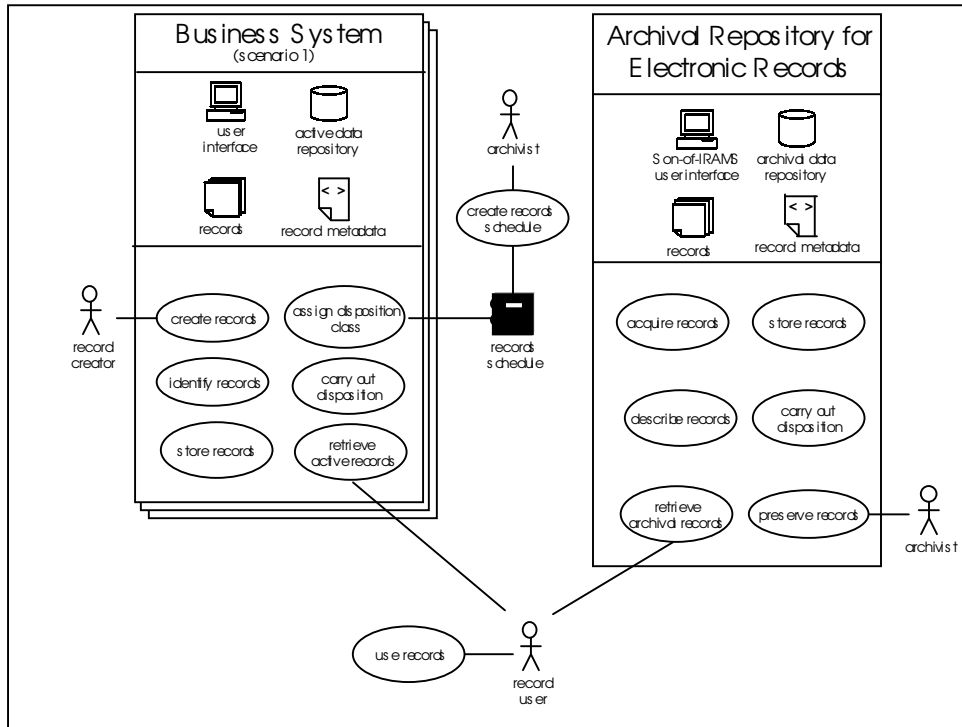 Business System
(scenario 1)
user
interface
active data
repository
records
record metadata
create records
assign disposition
class
identify records
carry out
disposition
store records
retrieve
active records
record
creator
archivist
create records
schedule
records
schedule
Archival Repository for
Electronic Records
Son-of-IRAMS
user interface
archival data
repository
records
record metadata
acquire records
store records
describe records
carry out
disposition
retrieve
archival records
preserve records
archivist
use records
record
user
< >
< >